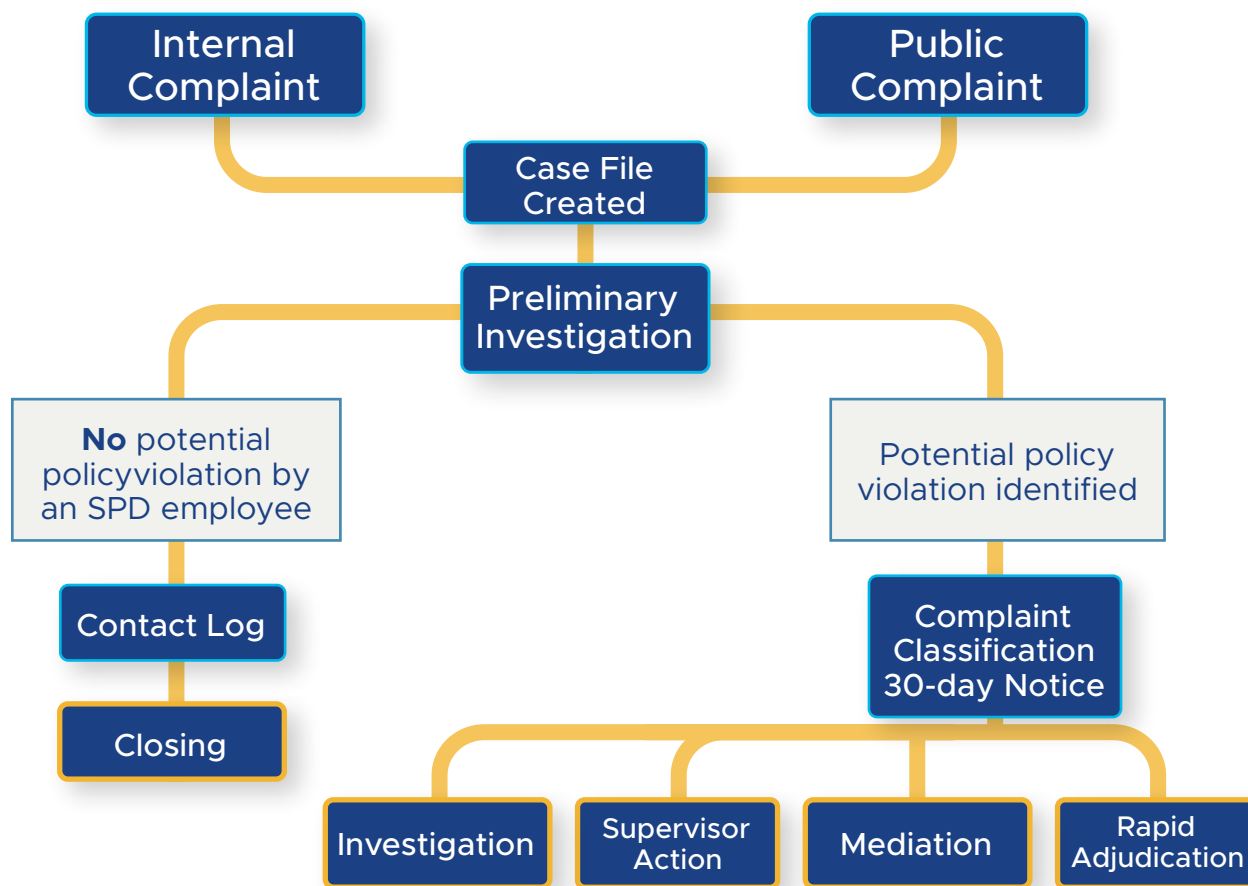 Internal
Complaint
Public
Complaint
Case File
Created
Preliminary
Investigation
No potential
policyviolation by
an SPD employee
Potential policy
violation identified
Contact Log
Closing
Complaint
Classification
30-day Notice
Investigation
Supervisor
Action
Mediation
Rapid
Adjudication